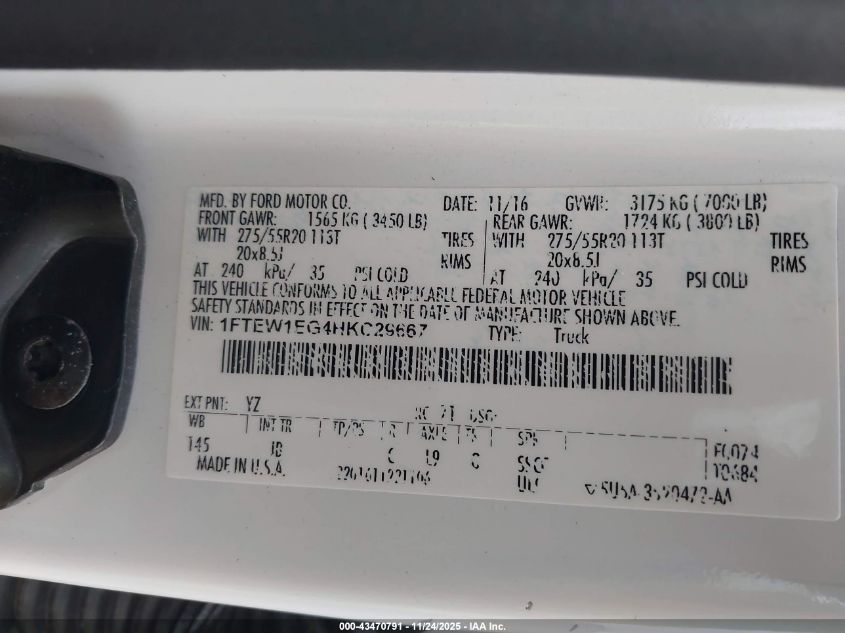 MFD. BY FORD MOTOR CO. DATE: 11/16 GVWR: 3175 KG ( 7000 LB)
FRONT GAWR: 1565 KG ( 3450 LB) REAR GAWR: 1724 KG ( 3800 LB)
WITH 275/55R20 113T TIRES WITH 275/55R20 113T TIRES
20x8.5J RIMS 20x8.5J RIMS
AT 240 kPa/ 35 PSI COLD AT 240 kPa/ 35 PSI COLD
THIS VEHICLE CONFORMS TO ALL APPLICABLE FEDERAL MOTOR VEHICLE
SAFETY STANDARDS IN EFFECT ON THE DATE OF MANUFACTURE SHOWN ABOVE.
VIN: 1FTEW1EG4HKC29667 TYPE: Truck
EXT PNT: YZ RC: 71
WB INT TR TP/PS R AXLE TR SPR
145 L9
MADE IN U.S.A.
000-43470791 - 11/24/2025 - IAA Inc.